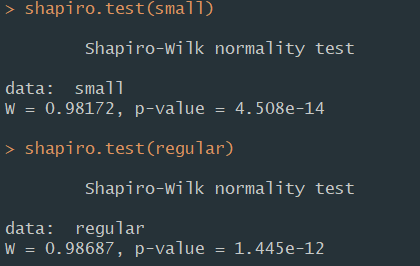 > shapiro.test(small)
Shapiro-Wilk normality test
data: small
W = 0.98172, p-value = 4.508e-14
> shapiro.test(regular)
Shapiro-Wilk normality test
data: regular
W = 0.98687, p-value = 1.445e-12